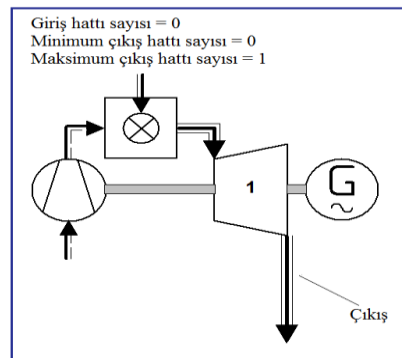 Giriş hattı sayısı = 0
Minimum çıkış hattı sayısı = 0
Maksimum çıkış hattı sayısı = 1
1
G
~
Çıkış